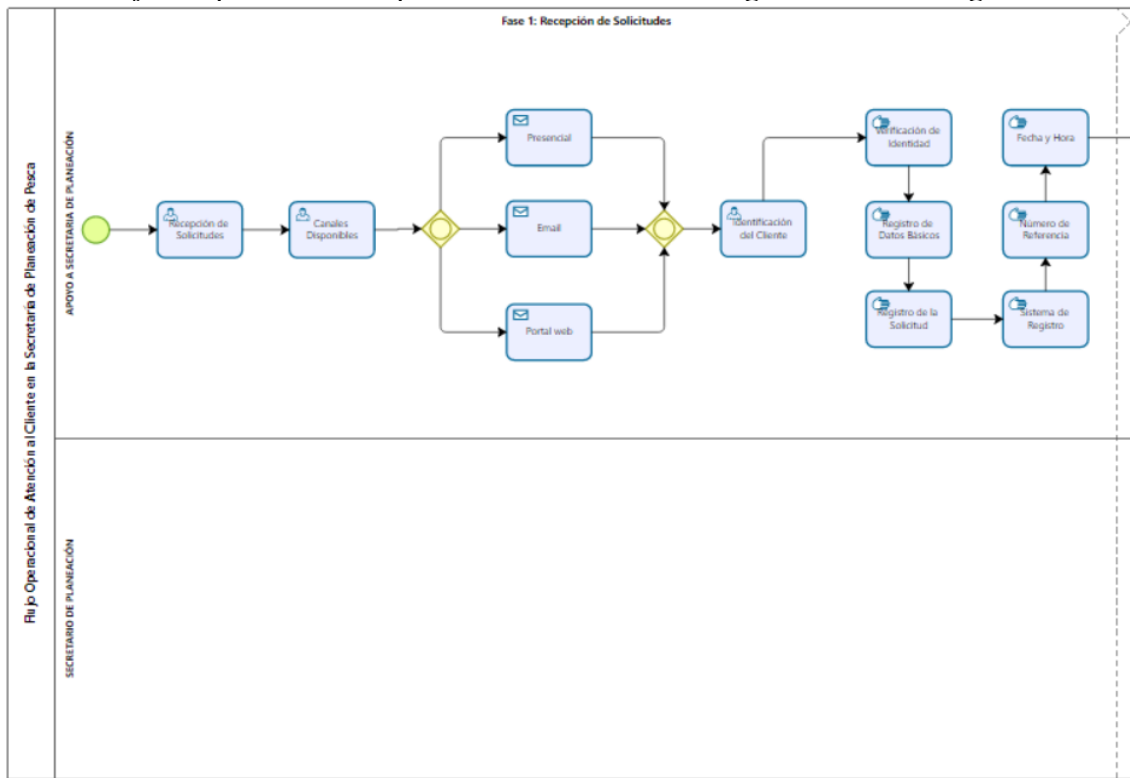 Fase 1: Recepción de Solicitudes
Flujo Operacional de Atención al Cliente en la Secretaría de Planeación de Pesca
APOYO A SECRETARIA DE PLANEACIÓN
Recepción de
Solicitudes
Canales
Disponibles
Presencial
Email
Portal web
Identificación
del Cliente
Verificación de
Identidad
Registro de
Datos Básicos
Registro de la
Solicitud
Sistema de
Registro
Número de
Referencia
Fecha y Hora
SECRETARIO DE PLANEACIÓN